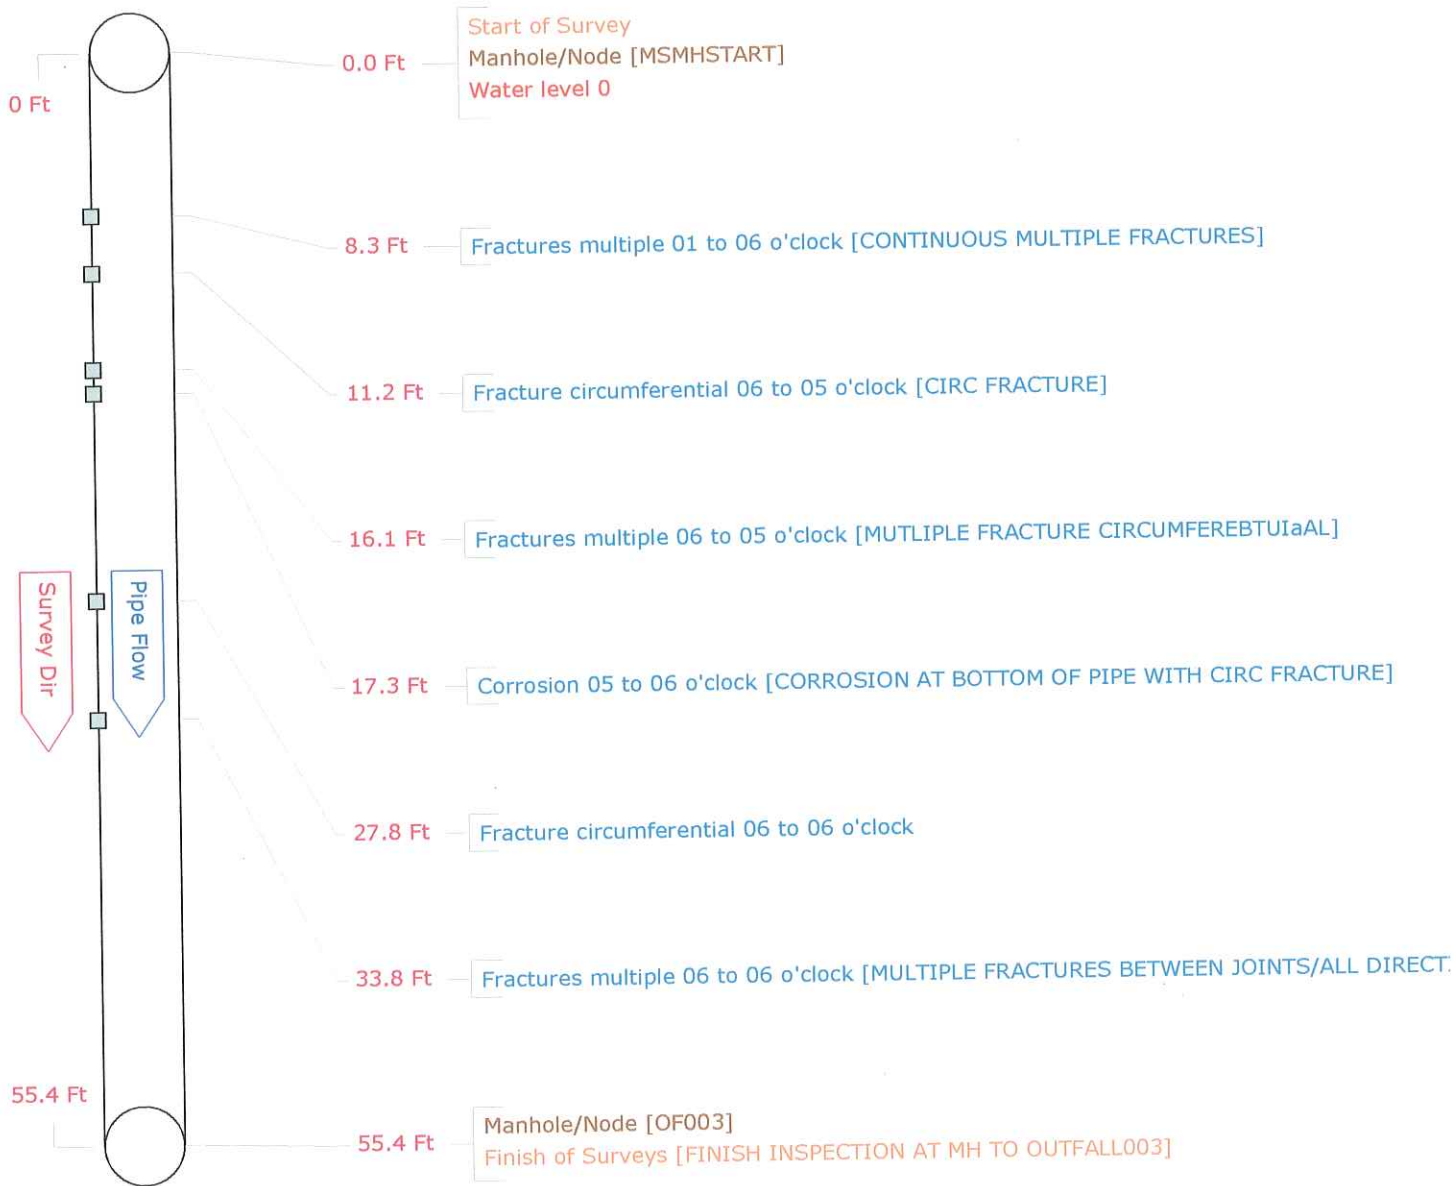 0 Ft
0.0 Ft
Start of Survey
Manhole/Node [MSMHSTART]
Water level 0
8.3 Ft
Fractures multiple 01 to 06 o'clock [CONTINUOUS MULTIPLE FRACTURES]
11.2 Ft
Fracture circumferential 06 to 05 o'clock [CIRC FRACTURE]
16.1 Ft
Fractures multiple 06 to 05 o'clock [MUTLIPLE FRACTURE CIRCUMFEREBTUIaAL]
Survey Dir
Pipe Flow
17.3 Ft
Corrosion 05 to 06 o'clock [CORROSION AT BOTTOM OF PIPE WITH CIRC FRACTURE]
27.8 Ft
Fracture circumferential 06 to 06 o'clock
33.8 Ft
Fractures multiple 06 to 06 o'clock [MULTIPLE FRACTURES BETWEEN JOINTS/ALL DIRECT.
55.4 Ft
55.4 Ft
Manhole/Node [OF003]
Finish of Surveys [FINISH INSPECTION AT MH TO OUTFALL003]